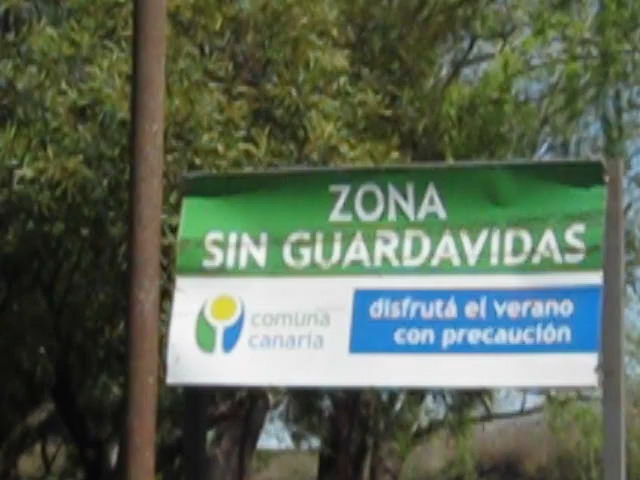 ZONA
SIN GUARDAVIDAS
comuna
canaria
disfrutá el verano
con precaución